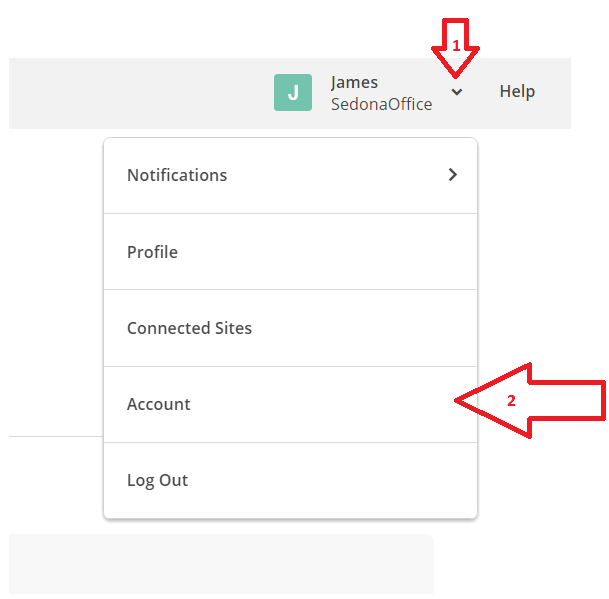 1
J
James
SedonaOffice
Help
Notifications
Profile
Connected Sites
Account
2
Log Out